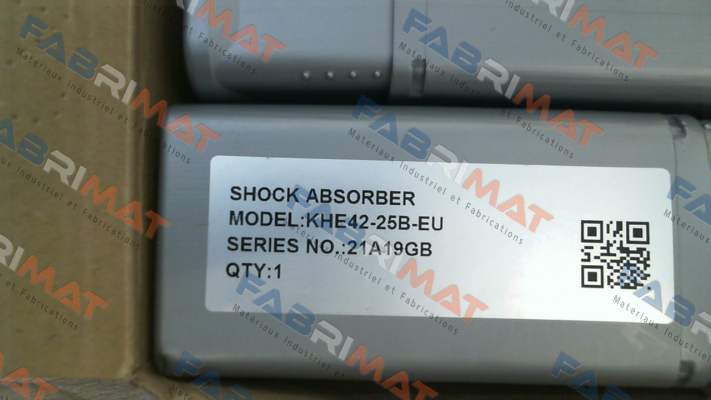 SHOCK ABSORBER
MODEL:KHE42-25B-EU
SERIES NO.:21A19GB
QTY:1
FABRIMAT
Materiaux Industriel et Fabrications